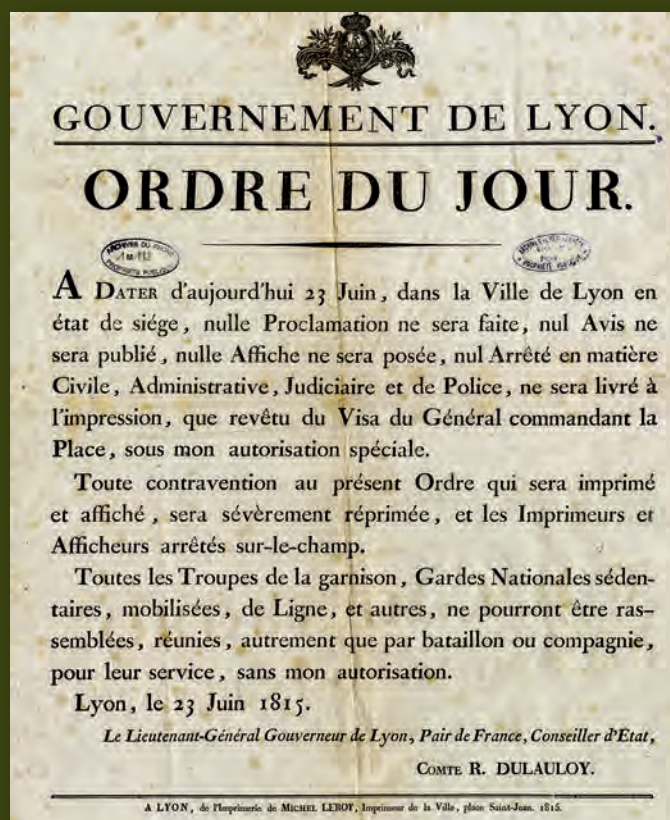 GOUVERNEMENT DE LYON.
ORDRE DU JOUR.
ARCHIVES DU RHÔNE
PROPRIÉTÉ PUBLIQUE
PROPRIÉTÉ PUBLIQUE
A DATER d'aujourd'hui 23 Juin, dans la Ville de Lyon en
état de siége, nulle Proclamation ne sera faite, nul Avis ne
sera publié, nulle Affiche ne sera posée, nul Arrêté en matière
Civile, Administrative, Judiciaire et de Police, ne sera livré à
l'impression, que revêtu du Visa du Général commandant la
Place, sous mon autorisation spéciale.
Toute contravention au présent Ordre qui sera imprimé
et affiché, sera sévèrement réprimée, et les Imprimeurs et
Afficheurs arrêtés sur-le-champ.
Toutes les Troupes de la garnison, Gardes Nationales séden-
taires, mobilisées, de Ligne, et autres, ne pourront être ras-
semblées, réunies, autrement que par bataillon ou compagnie,
pour leur service, sans mon autorisation.
Lyon, le 23 Juin 1815.
Le Lieutenant-Général Gouverneur de Lyon, Pair de France, Conseiller d'Etat,
COMTE R. DULAULOY.
A LYON, de l'Imprimerie de MICHEL LEROY, Imprimeur de la Ville, place Saint-Jean. 1815.